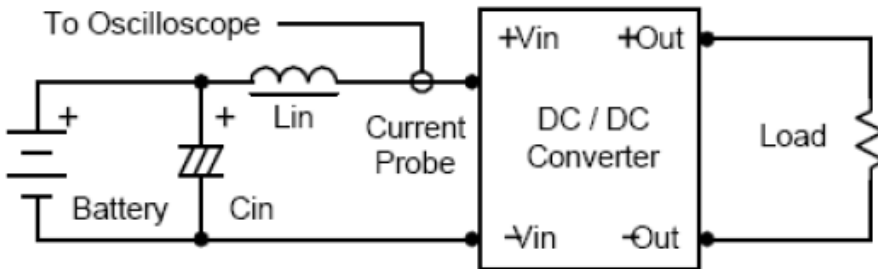 To Oscilloscope
+Vin
+Out
+
+
Lin
Current
Probe
DC / DC
Converter
Load
Battery
Cin
-Vin
-Out